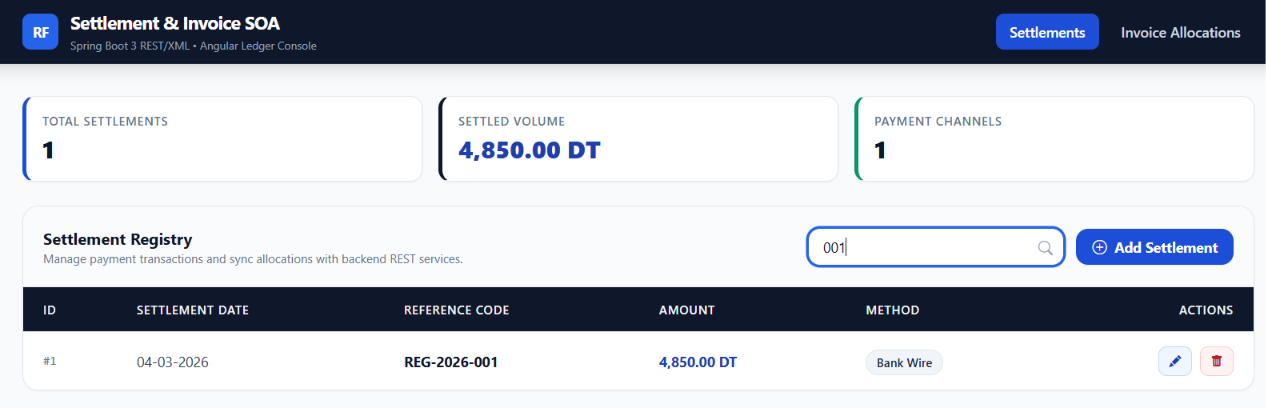 RF
Settlement & Invoice SOA
Spring Boot 3 REST/XML • Angular Ledger Console
Settlements
Invoice Allocations
TOTAL SETTLEMENTS
1
SETTLED VOLUME
4,850.00 DT
PAYMENT CHANNELS
1
Settlement Registry
Manage payment transactions and sync allocations with backend REST services.
001
Add Settlement
ID SETTLEMENT DATE REFERENCE CODE AMOUNT METHOD ACTIONS
#1 04-03-2026 REG-2026-001 4,850.00 DT Bank Wire